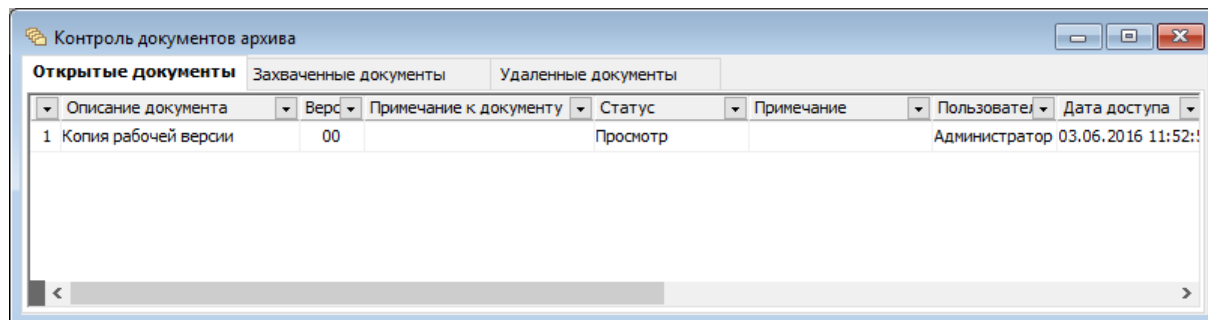 Контроль документов архива
Открытые документы Захваченные документы Удаленные документы
Описание документа Верс Примечание к документу Статус Примечание Пользовател Дата доступа
1 Копия рабочей версии 00 Просмотр Администратор 03.06.2016 11:52:5